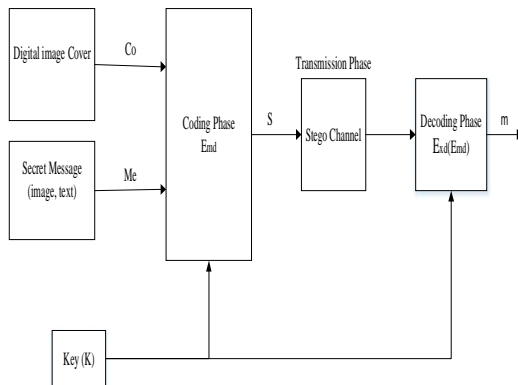 Digital image Cover
Co
Secret Message
(image, text)
Me
Coding Phase
Emd
S
Transmission Phase
Stego Channel
Decoding Phase
Exd(Emd)
m
Key (K)